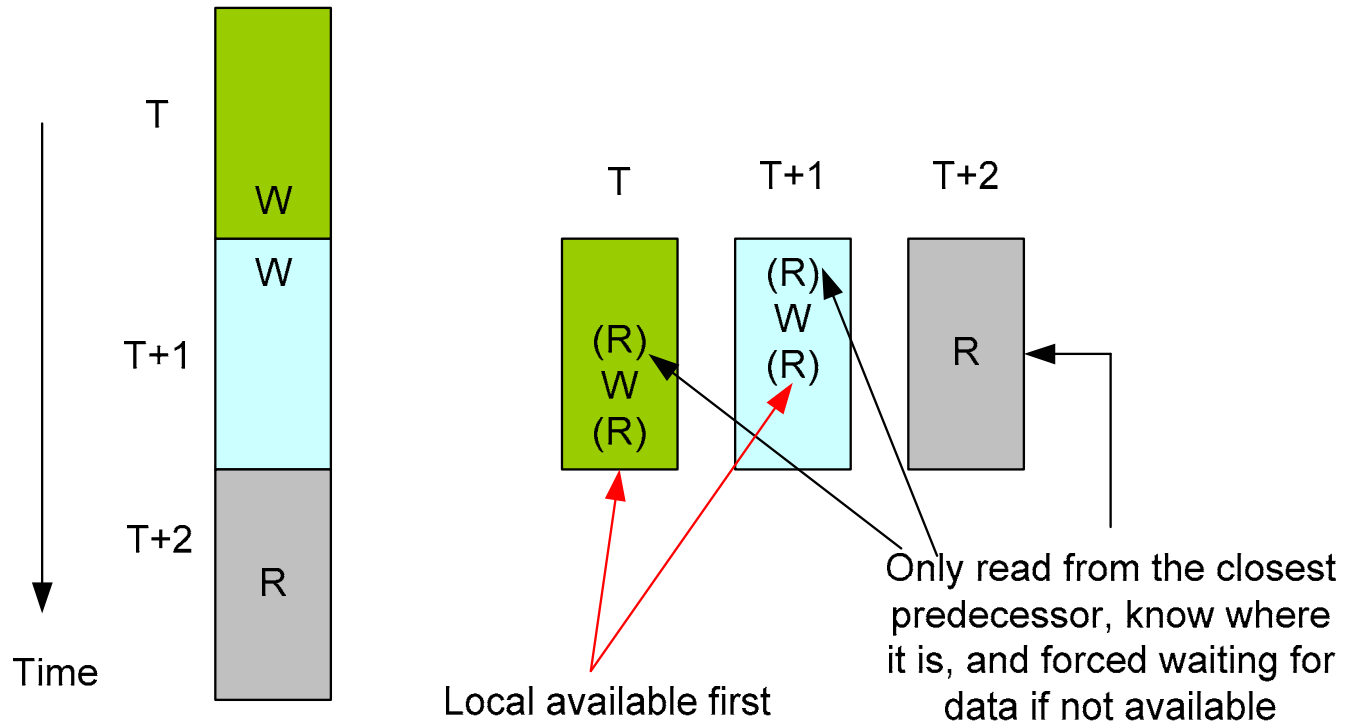 T
W
W
T+1
T+2
R
Time
T
T+1
T+2
(R)
W
(R)
(R)
W
(R)
R
Local available first
Only read from the closest
predecessor, know where
it is, and forced waiting for
data if not available